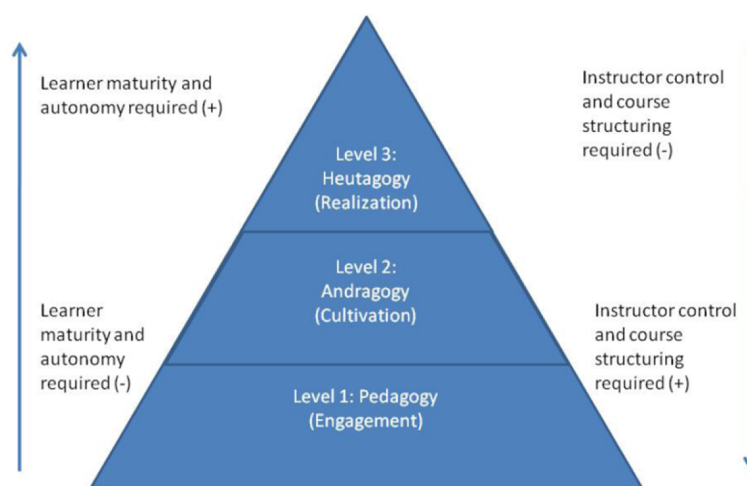 Learner maturity and
autonomy required (+)
Instructor control
and course
structuring
required (-)
Level 3:
Heutagogy
(Realization)
Level 2:
Andragogy
(Cultivation)
Learner
maturity and
autonomy
required (-)
Instructor control
and course
structuring
required (+)
Level 1: Pedagogy
(Engagement)